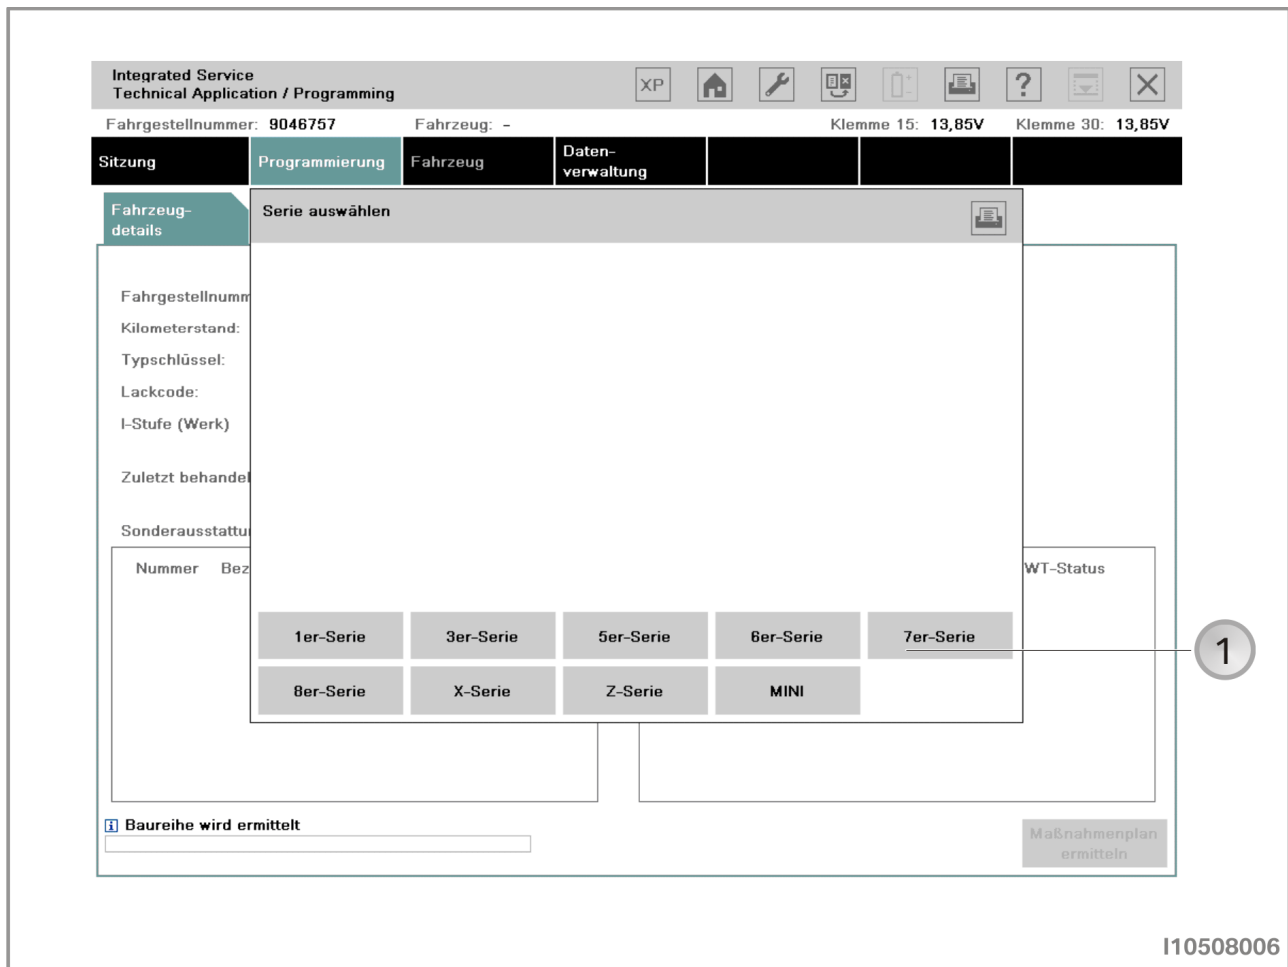 Integrated Service
Technical Application / Programming
XP
?
Fahrgestellnummer: 9046757 Fahrzeug: - Klemme 15: 13,85V Klemme 30: 13,85V
Sitzung
Programmierung
Fahrzeug
Daten-
verwaltung
Fahrzeug-
details
Serie auswählen
Fahrgestellnumm
Kilometerstand:
Typschlüssel:
Lackcode:
I-Stufe (Werk)
Zuletzt behandel
Sonderausstattu
Nummer Bez WT-Status
1er-Serie 3er-Serie 5er-Serie 6er-Serie 7er-Serie
1
8er-Serie X-Serie Z-Serie MINI
i Baureihe wird ermittelt
Maßnahmenplan
ermitteln
I10508006